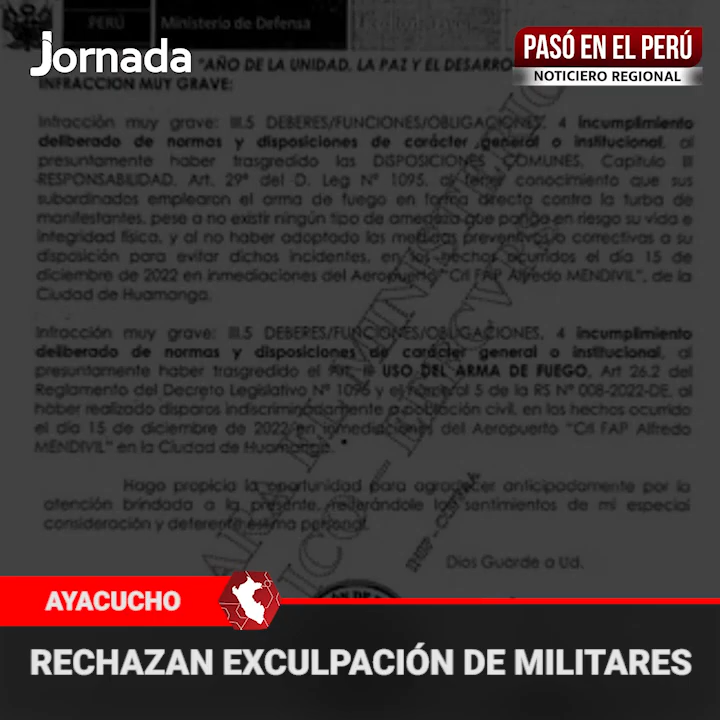 PERÚ
Ministerio de Defensa
Jornada
PASÓ EN EL PERÚ
NOTICIERO REGIONAL
"AÑO DE LA UNIDAD, LA PAZ Y EL DESARRO
INFRACCION MUY GRAVE:
Infracción muy grave: III.5 DEBERES/FUNCIONES/OBLIGACIONES, 4 incumplimiento
deliberado de normas y disposiciones de carácter general o institucional, al
presuntamente haber trasgredido las DISPOSICIONES COMUNES, Capitulo III
RESPONSABILIDAD, Art. 29° del D. Leg N° 1095, al tener conocimiento que sus
subordinados emplearon el arma de fuego en forma directa contra la turba de
manifestantes, pese a no existir ningún tipo de amenaza que ponga en riesgo su vida e
integridad física, y al no haber adoptado las medidas preventivas o correctivas a su
disposición para evitar dichos incidentes, en los hechos ocurridos el día 15 de
diciembre de 2022 en inmediaciones del Aeropuerto "Crl FAP Alfredo MENDIVIL", de la
Ciudad de Huamanga.
Infracción muy grave: III.5 DEBERES/FUNCIONES/OBLIGACIONES, 4 incumplimiento
deliberado de normas y disposiciones de carácter general o institucional, al
presuntamente haber trasgredido el Art. II USO DEL ARMA DE FUEGO, Art 26.2 del
Reglamento del Decreto Legislativo N° 1095 y el numeral 5 de la RS N° 008-2022-DE, al
haber realizado disparos indiscriminadamente a población civil, en los hechos ocurrido
el día 15 de diciembre de 2022 en inmediaciones del Aeropuerto "Crl FAP Alfredo
MENDIVIL" en la Ciudad de Huamanga.
Hago propicia la oportunidad para agradecer anticipadamente por la
atención brindada a la presente, reiterándole los sentimientos de mi especial
consideración y deferente estima personal.
Dios Guarde a Ud.
AYACUCHO
RECHAZAN EXCULPACIÓN DE MILITARES